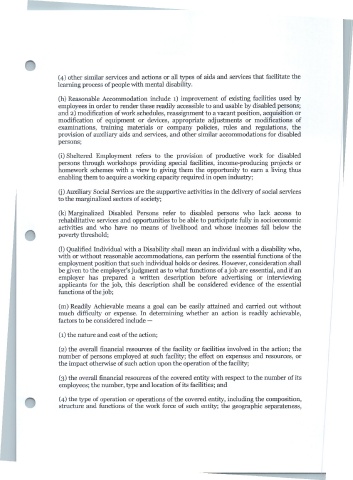 (4) other similar services and actions or all types of aids and services that facilitate the
learning process of people with mental disability.
(h) Reasonable Accommodation include 1) improvement of existing facilities used by
employees in order to render these readily accessible to and usable by disabled persons;
and 2) modification of work schedules, reassignment to a vacant position, acquisition or
modification of equipment or devices, appropriate adjustments or modifications of
examinations, training materials or company policies, rules and regulations, the
provision of auxiliary aids and services, and other similar accommodations for disabled
persons;
(i) Sheltered Employment refers to the provision of productive work for disabled
persons through workshops providing special facilities, income-producing projects or
homework schemes with a view to giving them the opportunity to earn a living thus
enabling them to acquire a working capacity required in open industry;
(j) Auxiliary Social Services are the supportive activities in the delivery of social services
to the marginalized sectors of society;
(k) Marginalized Disabled Persons refer to disabled persons who lack access to
rehabilitative services and opportunities to be able to participate fully in socioeconomic
activities and who have no means of livelihood and whose incomes fall below the
poverty threshold;
(l) Qualified Individual with a Disability shall mean an individual with a disability who,
with or without reasonable accommodations, can perform the essential functions of the
employment position that such individual holds or desires. However, consideration shall
be given to the employer's judgment as to what functions of a job are essential, and if an
employer has prepared a written description before advertising or interviewing
applicants for the job, this description shall be considered evidence of the essential
functions of the job;
(m) Readily Achievable means a goal can be easily attained and carried out without
much difficulty or expense. In determining whether an action is readily achievable,
factors to be considered include —
(1) the nature and cost of the action;
(2) the overall financial resources of the facility or facilities involved in the action; the
number of persons employed at such facility; the effect on expenses and resources, or
the impact otherwise of such action upon the operation of the facility;
(3) the overall financial resources of the covered entity with respect to the number of its
employees; the number, type and location of its facilities; and
(4) the type of operation or operations of the covered entity, including the composition,
structure and functions of the work force of such entity; the geographic separateness,